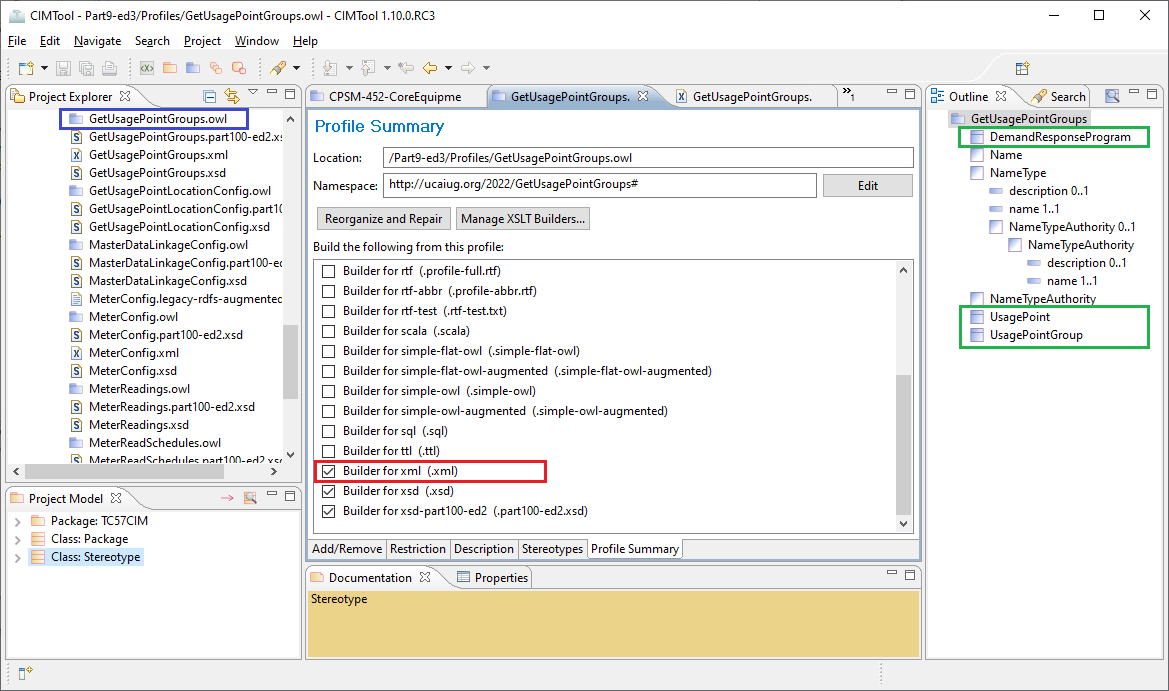 CIMTool - Part9-ed3/Profiles/GetUsagePointGroups.owl - CIMTool 1.10.0.RC3
File Edit Navigate Search Project Window Help
Project Explorer
GetUsagePointGroups.owl
GetUsagePointGroups.part100-ed2.xs
GetUsagePointGroups.xml
GetUsagePointGroups.xsd
GetUsagePointLocationConfig.owl
GetUsagePointLocationConfig.part10
GetUsagePointLocationConfig.xsd
MasterDataLinkageConfig.owl
MasterDataLinkageConfig.part100-ed
MasterDataLinkageConfig.xsd
MeterConfig.legacy-rdfs-augmented
MeterConfig.owl
MeterConfig.part100-ed2.xsd
MeterConfig.xml
MeterConfig.xsd
MeterReadings.owl
MeterReadings.part100-ed2.xsd
MeterReadings.xsd
MeterReadSchedules.owl
MeterReadSchedules.part100-ed2.xsd
Project Model
Package: TC57CIM
Class: Package
Class: Stereotype
CPSM-452-CoreEquipme
GetUsagePointGroups.
GetUsagePointGroups.
»1
Profile Summary
Location: /Part9-ed3/Profiles/GetUsagePointGroups.owl
Namespace: http://ucaiug.org/2022/GetUsagePointGroups# Edit
Reorganize and Repair Manage XSLT Builders...
Build the following from this profile:
Builder for rtf (.profile-full.rtf)
Builder for rtf-abbr (.profile-abbr.rtf)
Builder for rtf-test (.rtf-test.txt)
Builder for scala (.scala)
Builder for simple-flat-owl (.simple-flat-owl)
Builder for simple-flat-owl-augmented (.simple-flat-owl-augmented)
Builder for simple-owl (.simple-owl)
Builder for simple-owl-augmented (.simple-owl-augmented)
Builder for sql (.sql)
Builder for ttl (.ttl)
Builder for xml (.xml)
Builder for xsd (.xsd)
Builder for xsd-part100-ed2 (.part100-ed2.xsd)
Add/Remove Restriction Description Stereotypes Profile Summary
Documentation Properties
Stereotype
Outline Search
GetUsagePointGroups
DemandResponseProgram
Name
NameType
description 0..1
name 1..1
NameTypeAuthority 0..1
NameTypeAuthority
description 0..1
name 1..1
NameTypeAuthority
UsagePoint
UsagePointGroup